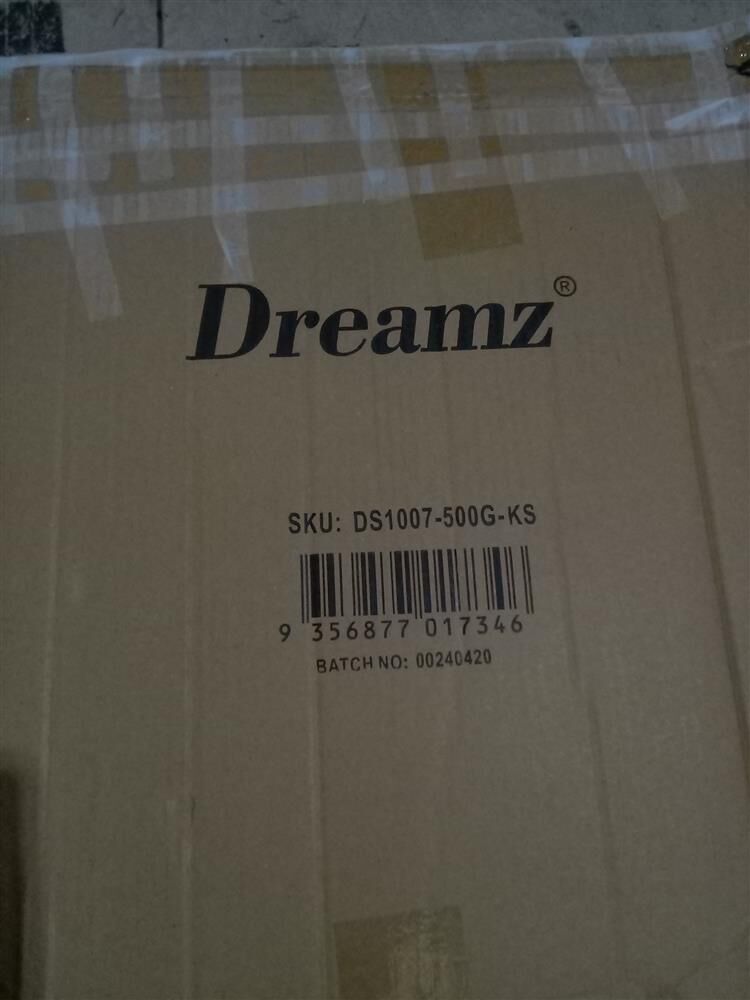 Dreamz®
SKU: DS1007-500G-KS
9 356877 017346
BATCH NO: 00240420